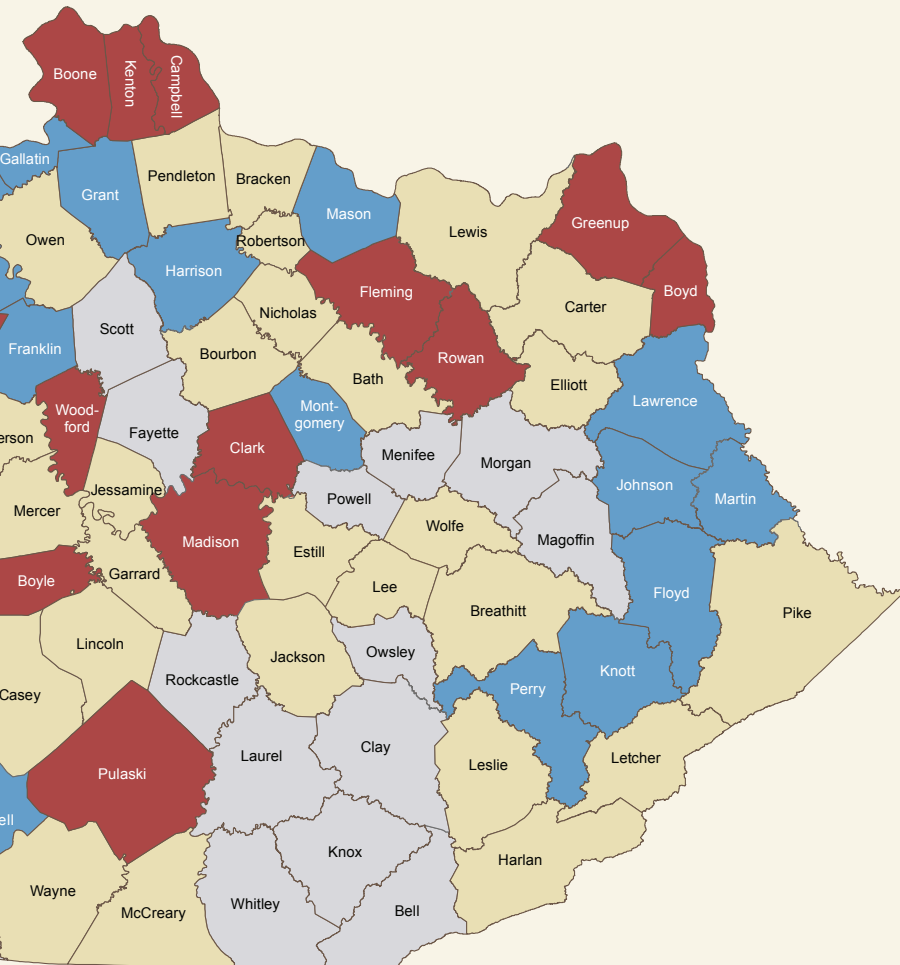 Boone
Kenton
Campbell
Gallatin
Grant
Pendleton
Bracken
Mason
Owen
Robertson
Lewis
Greenup
Harrison
Fleming
Boyd
Nicholas
Carter
Scott
Franklin
Bourbon
Rowan
Bath
Elliott
Lawrence
Wood-
ford
Mont-
gomery
erson
Fayette
Clark
Menifee
Morgan
Johnson
Martin
Jessamine
Powell
Mercer
Wolfe
Magoffin
Madison
Estill
Boyle
Garrard
Lee
Floyd
Breathitt
Pike
Lincoln
Owsley
Jackson
Rockcastle
Knott
Casey
Perry
Laurel
Clay
Letcher
Leslie
Pulaski
ell
Knox
Harlan
Wayne
Whitley
McCreary
Bell